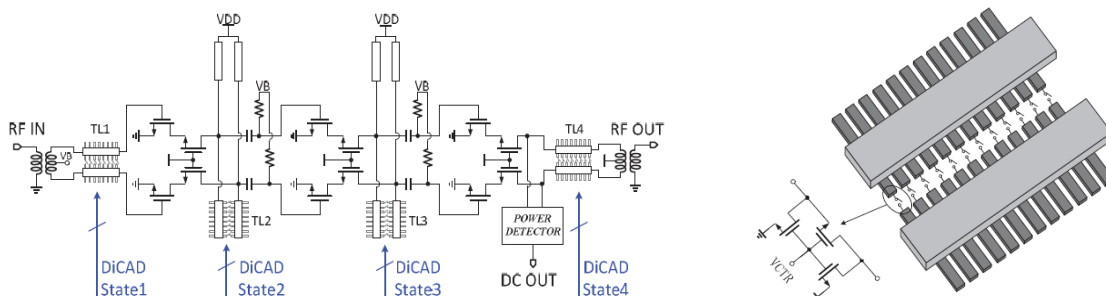 VDD
VDD
VB
VB
RF IN
TL1
TL4
RF OUT
VB
TL2
TL3
POWER
DETECTOR
VCTR
DiCAD
State1
DiCAD
State2
DiCAD
State3
DC OUT
DiCAD
State4